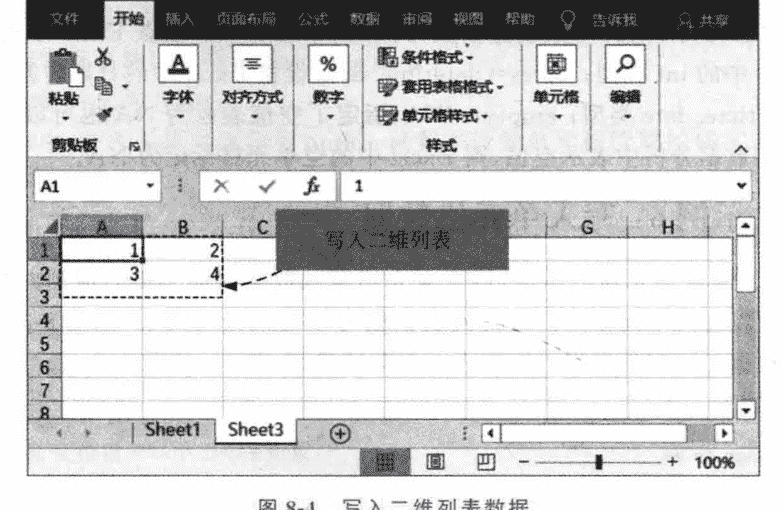 文件 开始 插入 页面布局 公式 数据 审阅 视图 帮助 告诉我 共享
条件格式
套用表格格式
单元格样式
粘贴 字体 对齐方式 数字 单元格 编辑
剪贴板 样式
A1 fx 1
A B C G H
写入二维列表
1 1 2
2 3 4
3
4
5
6
7
8
Sheet1 Sheet3
100%
图 8-4 写入二维列表数据